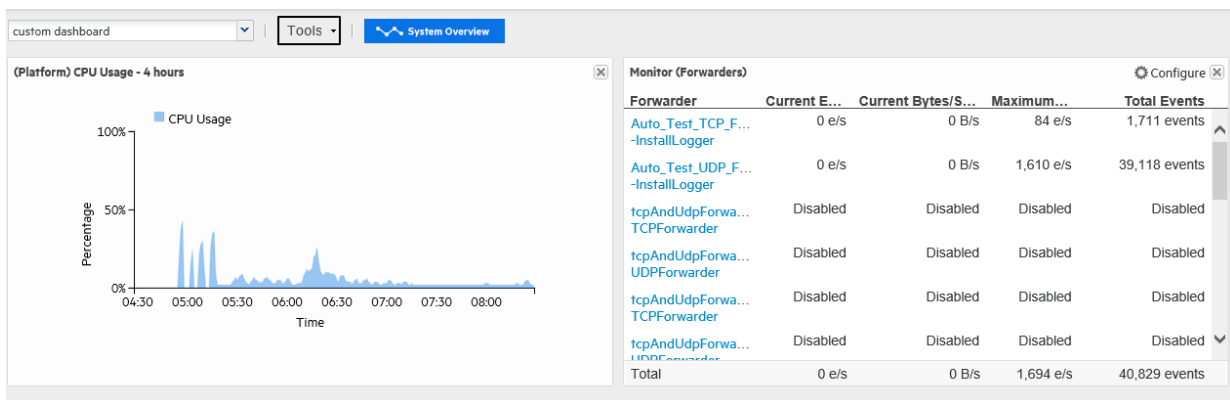 custom dashboard
Tools
System Overview
(Platform) CPU Usage - 4 hours
CPU Usage
100%
50%
0%
Percentage
04:30 05:00 05:30 06:00 06:30 07:00 07:30 08:00
Time
Monitor (Forwarders)
Configure
Forwarder Current E... Current Bytes/S... Maximum... Total Events
Auto_Test_TCP_F... 0 e/s 0 B/s 84 e/s 1,711 events
-InstallLogger
Auto_Test_UDP_F... 0 e/s 0 B/s 1,610 e/s 39,118 events
-InstallLogger
tcpAndUdpForwa... Disabled Disabled Disabled Disabled
TCPForwarder
tcpAndUdpForwa... Disabled Disabled Disabled Disabled
UDPForwarder
tcpAndUdpForwa... Disabled Disabled Disabled Disabled
TCPForwarder
tcpAndUdpForwa... Disabled Disabled Disabled Disabled
UDPForwarder
Total 0 e/s 0 B/s 1,694 e/s 40,829 events